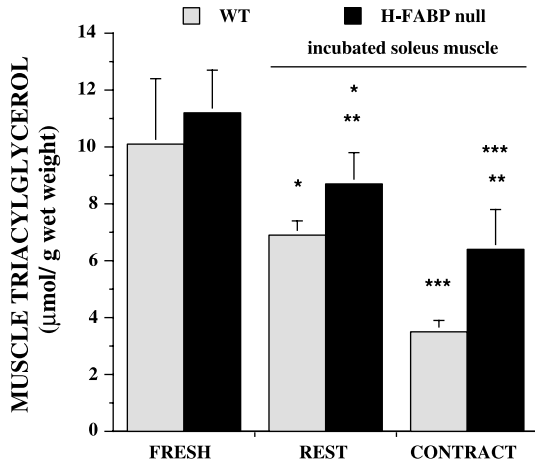 WT H-FABP null
incubated soleus muscle
MUSCLE TRIACYLGLYCEROL
(µmol/ g wet weight)
14
12
10
8
6
4
2
0
*
*
**
***
***
**
FRESH REST CONTRACT